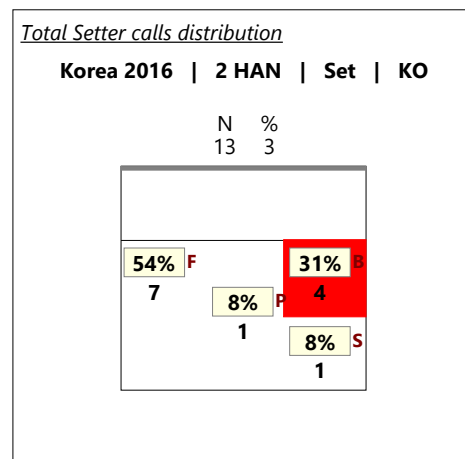 Total Setter calls distribution
Korea 2016 | 2 HAN | Set | KO
N %
13 3
54% F 31% B
7 4
8% P
1
8% S
1